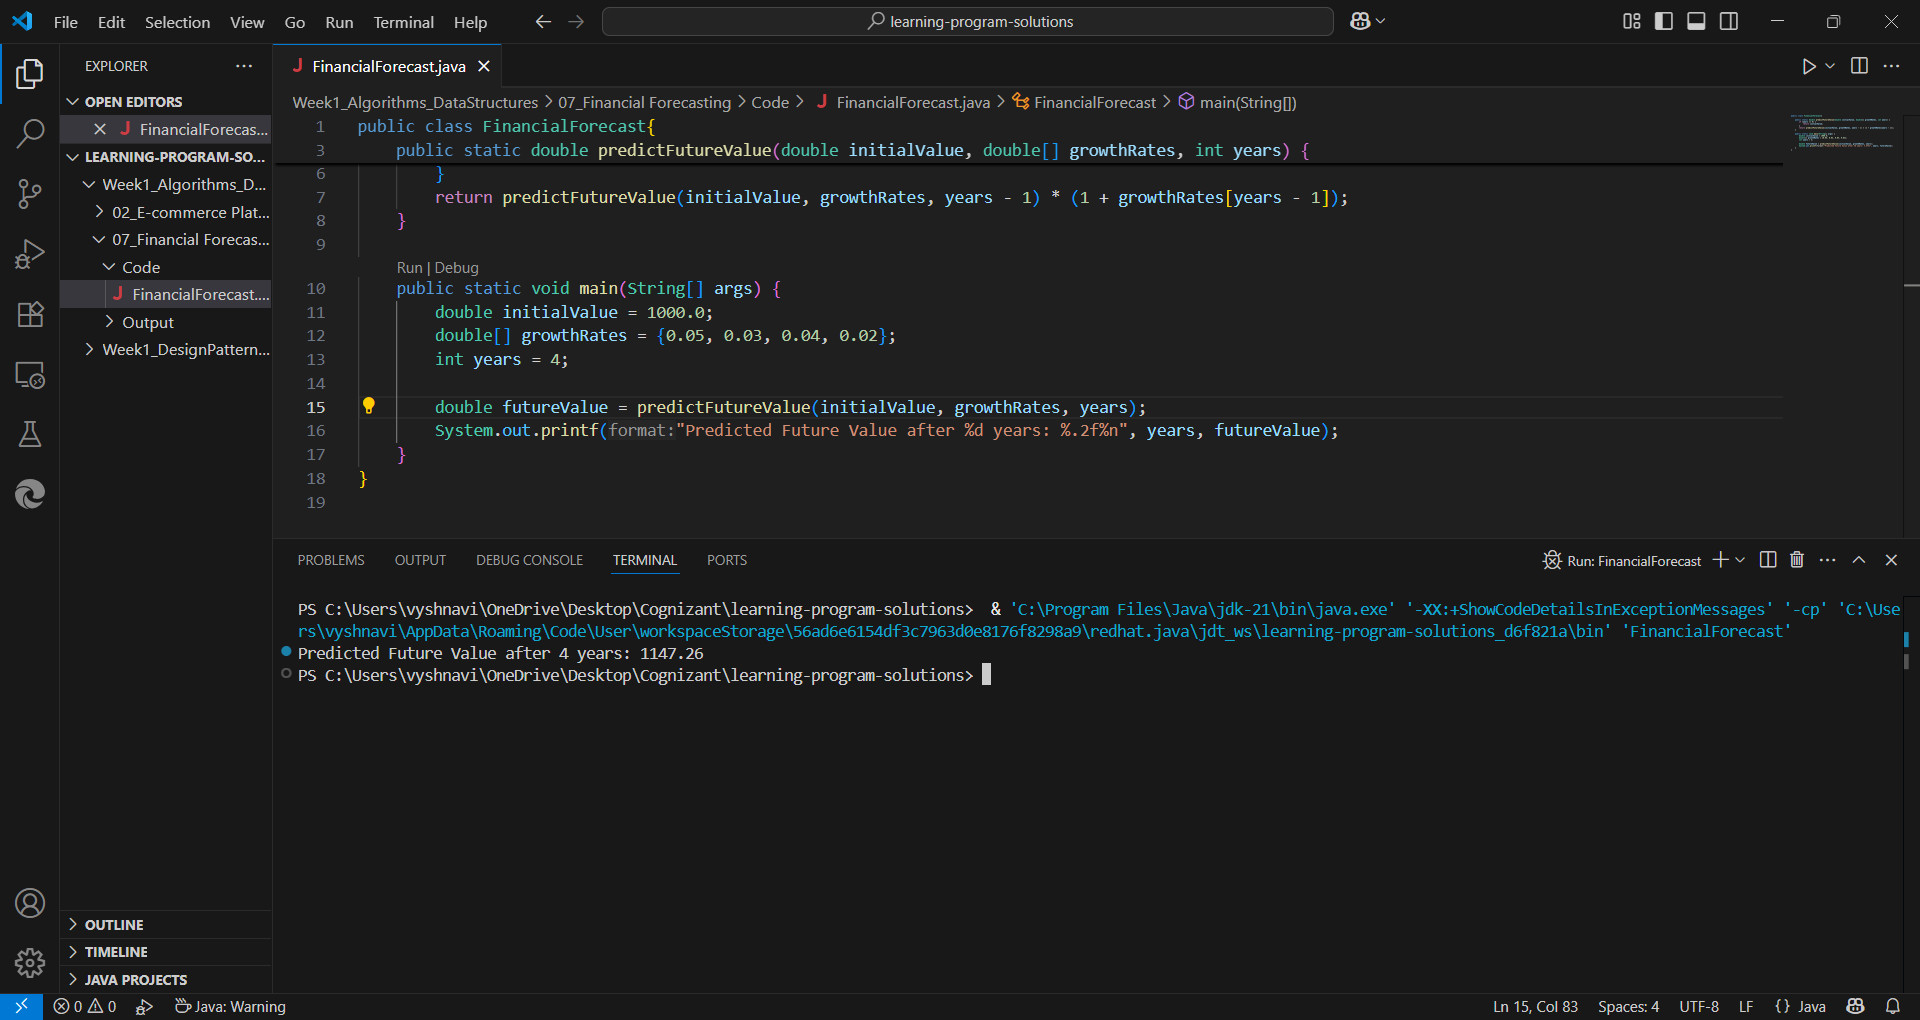 File Edit Selection View Go Run Terminal Help
learning-program-solutions
EXPLORER
OPEN EDITORS
FinancialForecas...
LEARNING-PROGRAM-SO...
Week1_Algorithms_D...
02_E-commerce Plat...
07_Financial Forecas...
Code
FinancialForecast....
Output
Week1_DesignPattern...
OUTLINE
TIMELINE
JAVA PROJECTS
FinancialForecast.java
Week1_Algorithms_DataStructures > 07_Financial Forecasting > Code > FinancialForecast.java > FinancialForecast > main(String[])
1 public class FinancialForecast{
3 public static double predictFutureValue(double initialValue, double[] growthRates, int years) {
6 }
7 return predictFutureValue(initialValue, growthRates, years - 1) * (1 + growthRates[years - 1]);
8 }
9
Run | Debug
10 public static void main(String[] args) {
11 double initialValue = 1000.0;
12 double[] growthRates = {0.05, 0.03, 0.04, 0.02};
13 int years = 4;
14
15 double futureValue = predictFutureValue(initialValue, growthRates, years);
16 System.out.printf(format:"Predicted Future Value after %d years: %.2f%n", years, futureValue);
17 }
18 }
19
PROBLEMS OUTPUT DEBUG CONSOLE TERMINAL PORTS
Run: FinancialForecast
PS C:\Users\vyshnavi\OneDrive\Desktop\Cognizant\learning-program-solutions> & 'C:\Program Files\Java\jdk-21\bin\java.exe' '-XX:+ShowCodeDetailsInExceptionMessages' '-cp' 'C:\Use
rs\vyshnavi\AppData\Roaming\Code\User\workspaceStorage\56ad6e6154df3c7963d0e8176f8298a9\redhat.java\jdt_ws\learning-program-solutions_d6f821a\bin' 'FinancialForecast'
Predicted Future Value after 4 years: 1147.26
PS C:\Users\vyshnavi\OneDrive\Desktop\Cognizant\learning-program-solutions>
0 0 Java: Warning
Ln 15, Col 83 Spaces: 4 UTF-8 LF {} Java